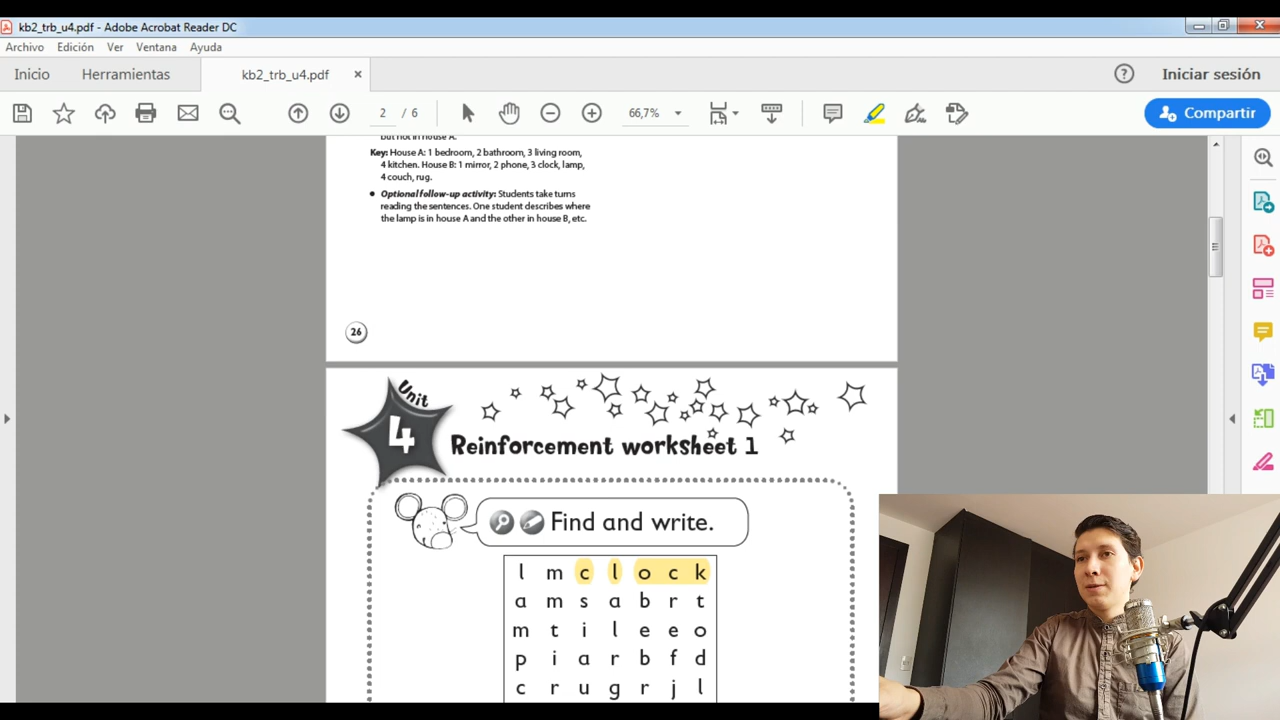 kb2_trb_u4.pdf - Adobe Acrobat Reader DC
Archivo Edición Ver Ventana Ayuda
Inicio Herramientas kb2_trb_u4.pdf × ? Iniciar sesión
2 / 6 66,7% Compartir
but not in house A.
Key: House A: 1 bedroom, 2 bathroom, 3 living room,
4 kitchen. House B: 1 mirror, 2 phone, 3 clock, lamp,
4 couch, rug.
• Optional follow-up activity: Students take turns
reading the sentences. One student describes where
the lamp is in house A and the other in house B, etc.
26
Unit
4
Reinforcement worksheet 1
Find and write.
l m c l o c k
a m s a b r t
m t i l e e o
p i a r b f d
c r u g r j l